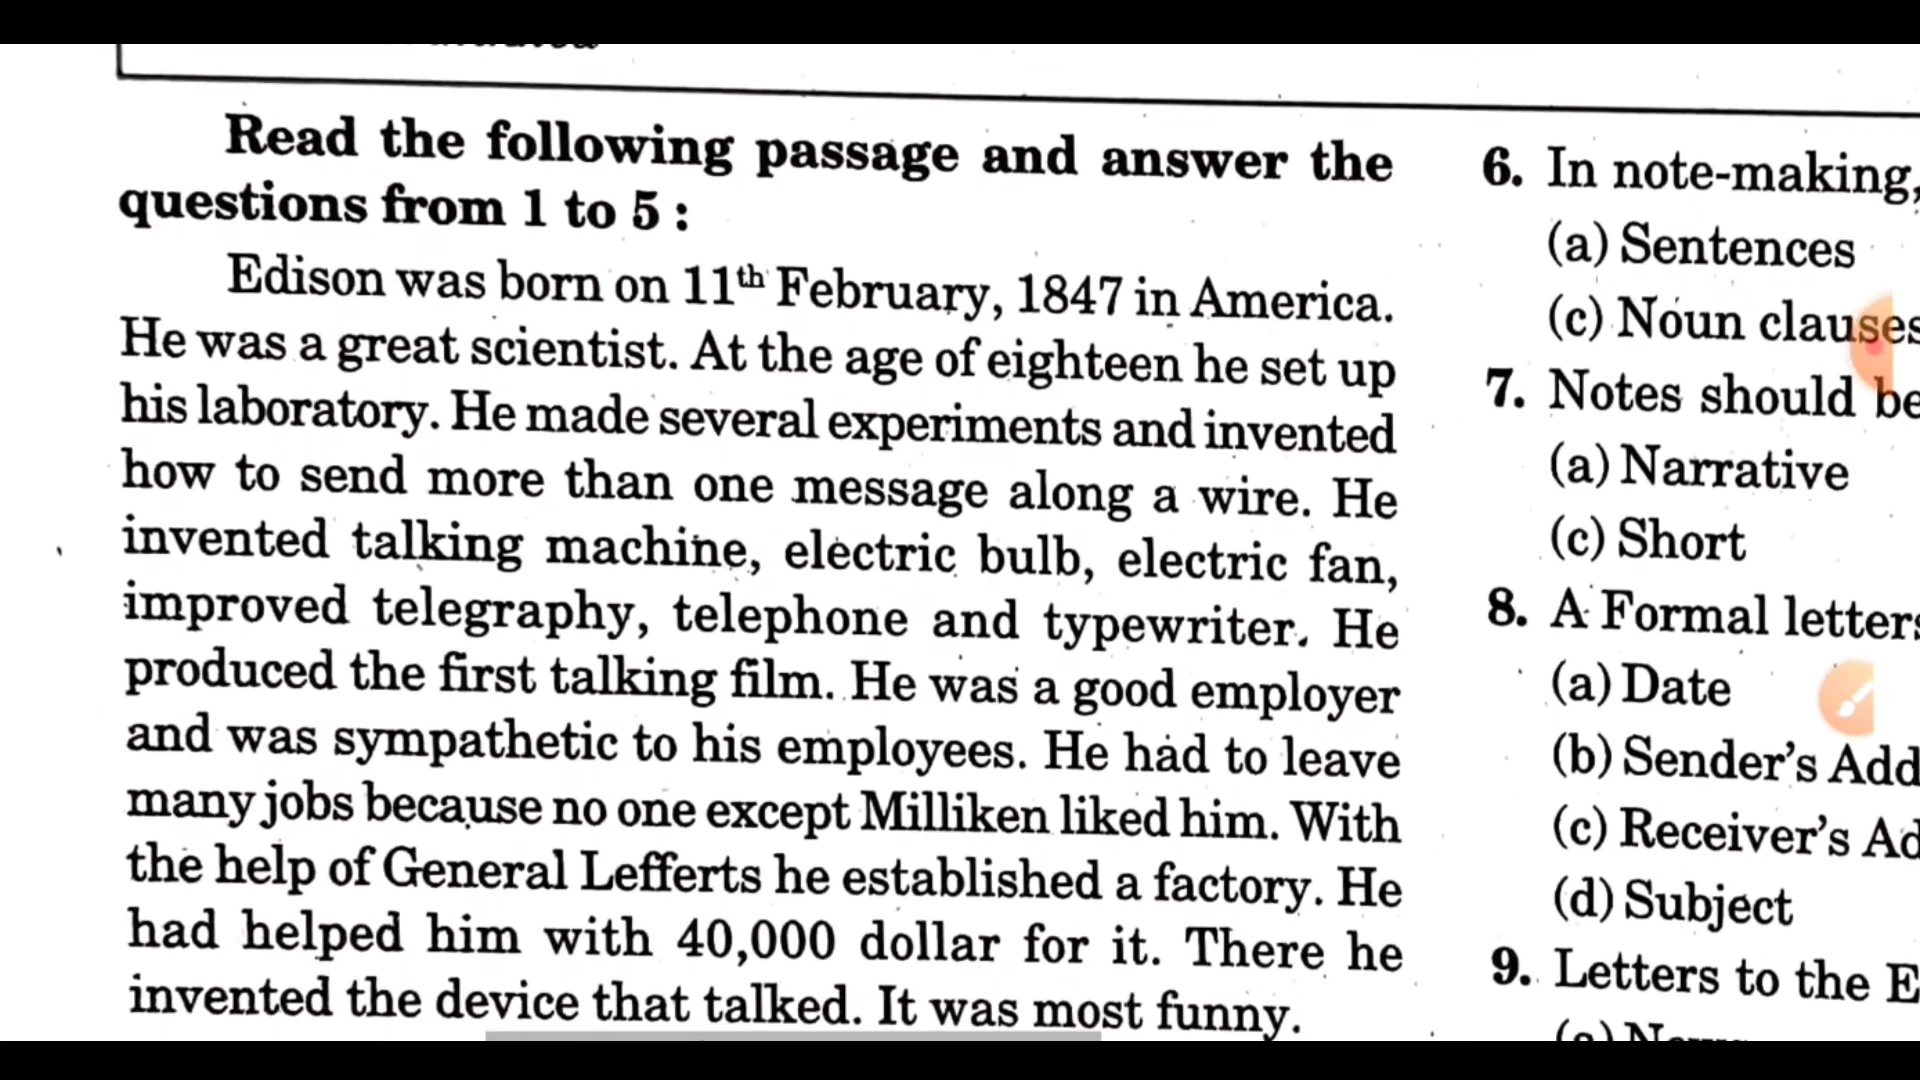 Read the following passage and answer the
questions from 1 to 5 :
Edison was born on 11th February, 1847 in America.
He was a great scientist. At the age of eighteen he set up
his laboratory. He made several experiments and invented
how to send more than one message along a wire. He
invented talking machine, electric bulb, electric fan,
improved telegraphy, telephone and typewriter. He
produced the first talking film. He was a good employer
and was sympathetic to his employees. He had to leave
many jobs because no one except Milliken liked him. With
the help of General Lefferts he established a factory. He
had helped him with 40,000 dollar for it. There he
invented the device that talked. It was most funny.
6. In note-making,
(a) Sentences
(c) Noun clauses
7. Notes should be
(a) Narrative
(c) Short
8. A Formal letters
(a) Date
(b) Sender's Add
(c) Receiver's Ad
(d) Subject
9. Letters to the E